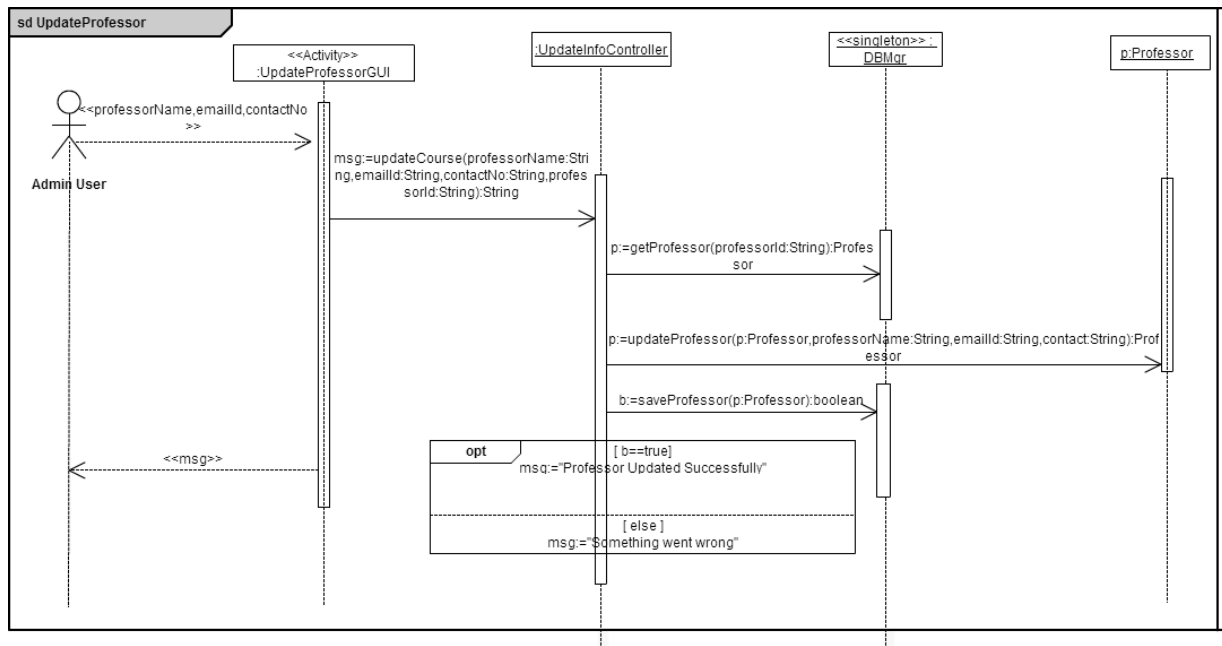 sd UpdateProfessor
<<Activity>>
:UpdateProfessorGUI
:UpdateInfoController
<<singleton>> :
DBMgr
p:Professor
<<professorName,emailId,contactNo
>>
Admin User
msg:=updateCourse(professorName:Stri
ng,emailId:String,contactNo:String,profes
sorId:String):String
p:=getProfessor(professorId:String):Profes
sor
p:=updateProfessor(p:Professor,professorName:String,emailId:String,contact:String):Prof
essor
b:=saveProfessor(p:Professor):boolean
opt
[ b==true]
msg:="Professor Updated Successfully"
<<msg>>
[ else ]
msg:="Something went wrong"